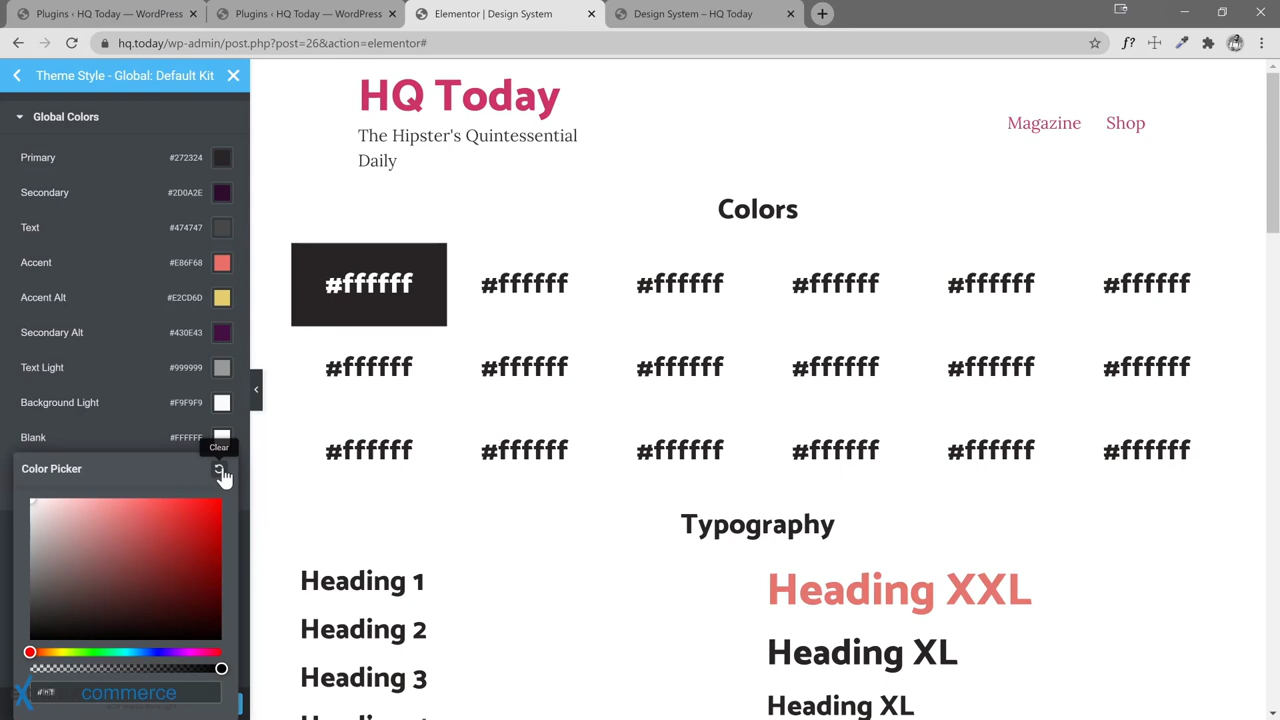 Plugins ‹ HQ Today — WordPress
Plugins ‹ HQ Today — WordPress
Elementor | Design System
Design System – HQ Today
hq.today/wp-admin/post.php?post=26&action=elementor#
f?
Theme Style - Global: Default Kit
Global Colors
Primary #272324
Secondary #2D0A2E
Text #474747
Accent #E86F68
Accent Alt #E2CD6D
Secondary Alt #430E43
Text Light #999999
Background Light #F9F9F9
Blank #FFFFFF
Clear
Color Picker
commerce
HQ Today
The Hipster's Quintessential
Daily
Magazine Shop
Colors
#ffffff #ffffff #ffffff #ffffff #ffffff #ffffff
#ffffff #ffffff #ffffff #ffffff #ffffff #ffffff
#ffffff #ffffff #ffffff #ffffff #ffffff #ffffff
Typography
Heading 1
Heading 2
Heading 3
Heading XXL
Heading XL
Heading XL